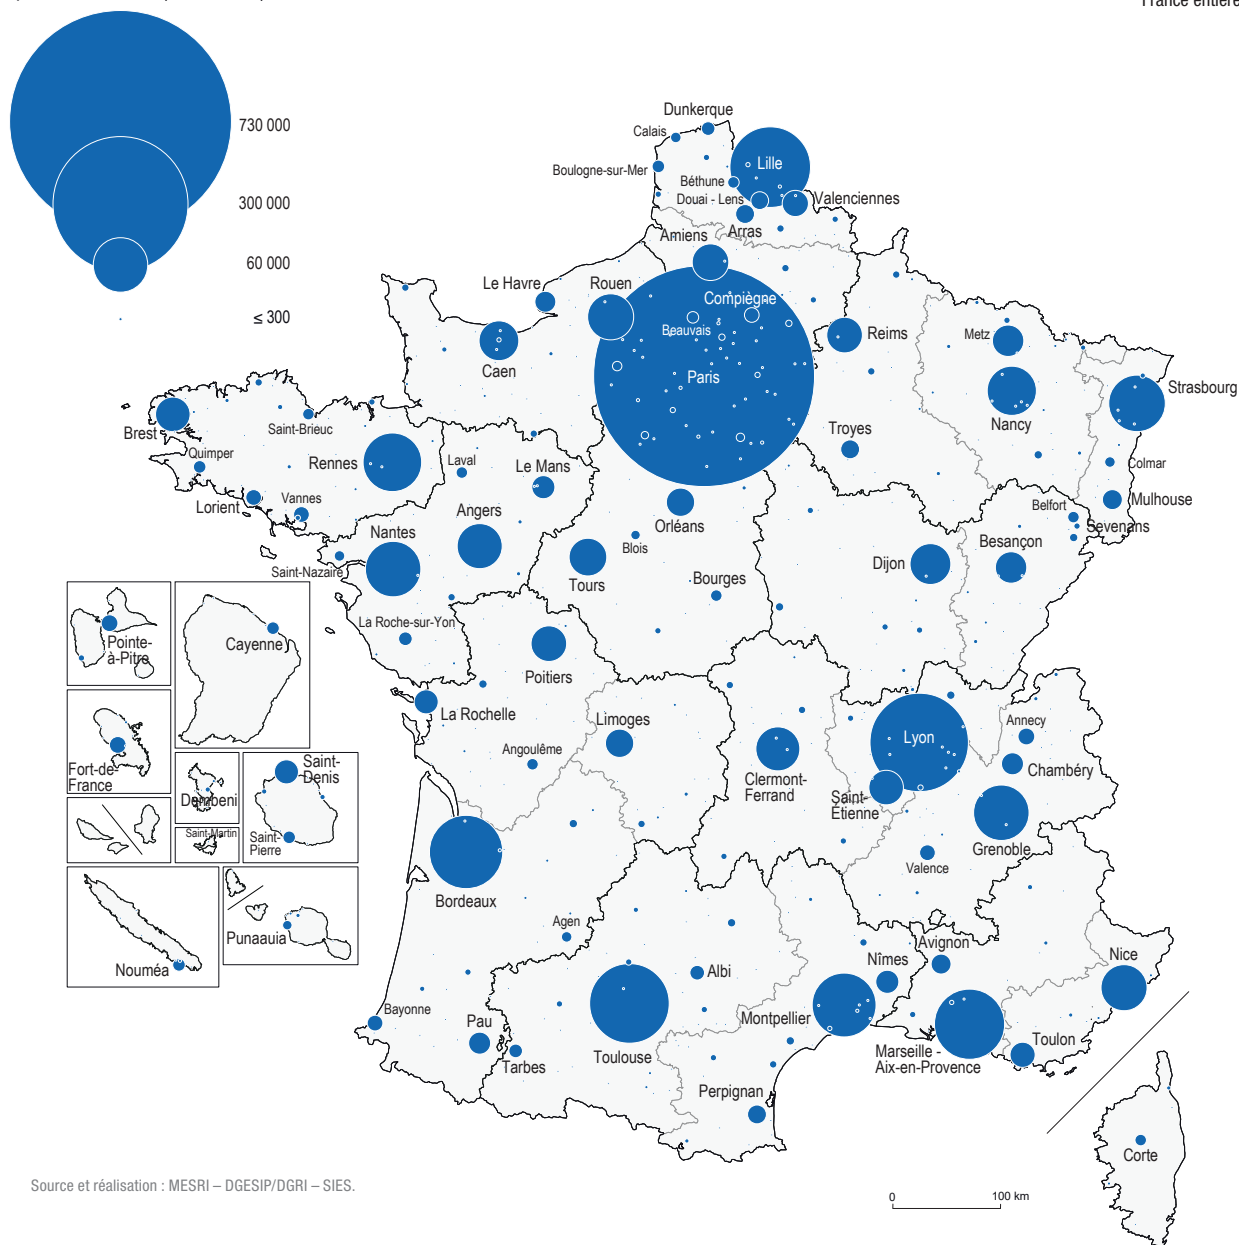 France entière
730 000
300 000
60 000
≤ 300
Dunkerque
Calais
Boulogne-sur-Mer
Lille
Béthune
Douai - Lens
Valenciennes
Arras
Amiens
Le Havre
Rouen
Compiègne
Beauvais
Paris
Caen
Reims
Metz
Nancy
Strasbourg
Troyes
Colmar
Mulhouse
Belfort
Sevenans
Brest
Saint-Brieuc
Quimper
Rennes
Laval
Le Mans
Lorient
Vannes
Angers
Nantes
Orléans
Blois
Besançon
Dijon
Saint-Nazaire
Tours
Bourges
La Roche-sur-Yon
Poitiers
La Rochelle
Limoges
Angoulême
Lyon
Annecy
Chambéry
Clermont-
Ferrand
Saint-
Étienne
Grenoble
Valence
Bordeaux
Agen
Albi
Avignon
Nîmes
Nice
Bayonne
Pau
Tarbes
Toulouse
Montpellier
Marseille -
Aix-en-Provence
Toulon
Perpignan
Corte
Pointe-
à-Pitre
Cayenne
Fort-de-
France
Dembeni
Saint-
Denis
Saint-Martin
Saint-
Pierre
Nouméa
Punaauia
Source et réalisation : MESRI – DGESIP/DGRI – SIES.
0
100 km